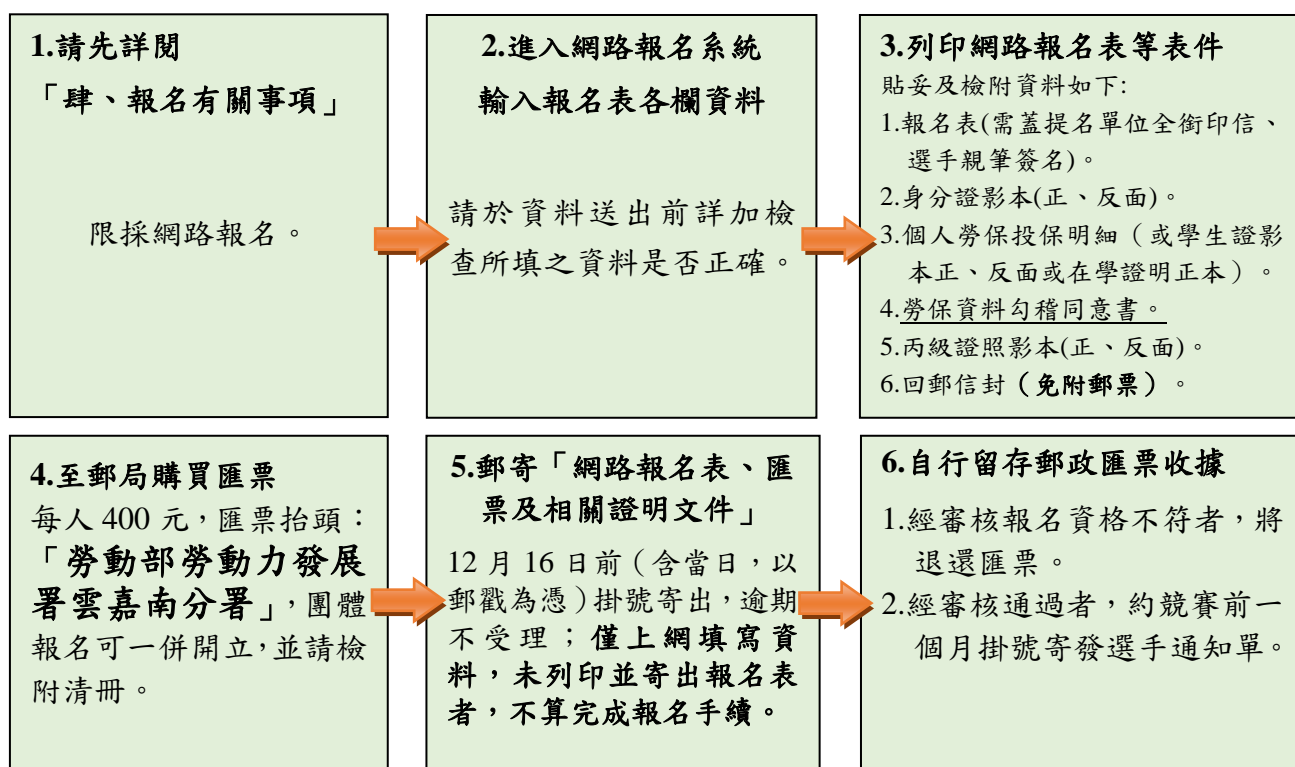 1.請先詳閱
「肆、報名有關事項」
限採網路報名。
2.進入網路報名系統
輸入報名表各欄資料
請於資料送出前詳加檢
查所填之資料是否正確。
3.列印網路報名表等表件
貼妥及檢附資料如下:
1.報名表(需蓋提名單位全銜印信、
選手親筆簽名)。
2.身分證影本(正、反面)。
3.個人勞保投保明細（或學生證影
本正、反面或在學證明正本）。
4.勞保資料勾稽同意書。
5.丙級證照影本(正、反面)。
6.回郵信封（免附郵票）。
4.至郵局購買匯票
每人 400 元，匯票抬頭：
「勞動部勞動力發展
署雲嘉南分署」，團體
報名可一併開立，並請檢
附清冊。
5.郵寄「網路報名表、匯
票及相關證明文件」
12 月 16 日前（含當日，以
郵戳為憑）掛號寄出，逾期
不受理；僅上網填寫資
料，未列印並寄出報名表
者，不算完成報名手續。
6.自行留存郵政匯票收據
1.經審核報名資格不符者，將
退還匯票。
2.經審核通過者，約競賽前一
個月掛號寄發選手通知單。